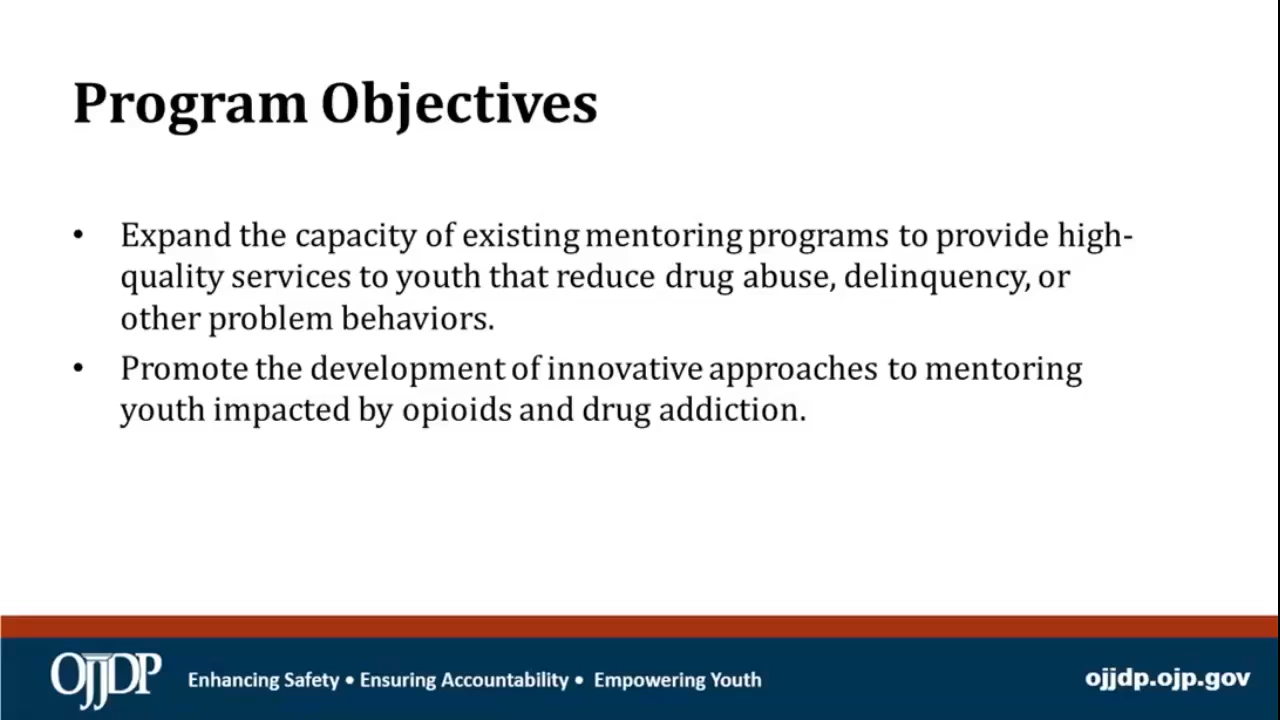 Program Objectives
• Expand the capacity of existing mentoring programs to provide high-
quality services to youth that reduce drug abuse, delinquency, or
other problem behaviors.
• Promote the development of innovative approaches to mentoring
youth impacted by opioids and drug addiction.
OJJDP Enhancing Safety • Ensuring Accountability • Empowering Youth ojjdp.ojp.gov